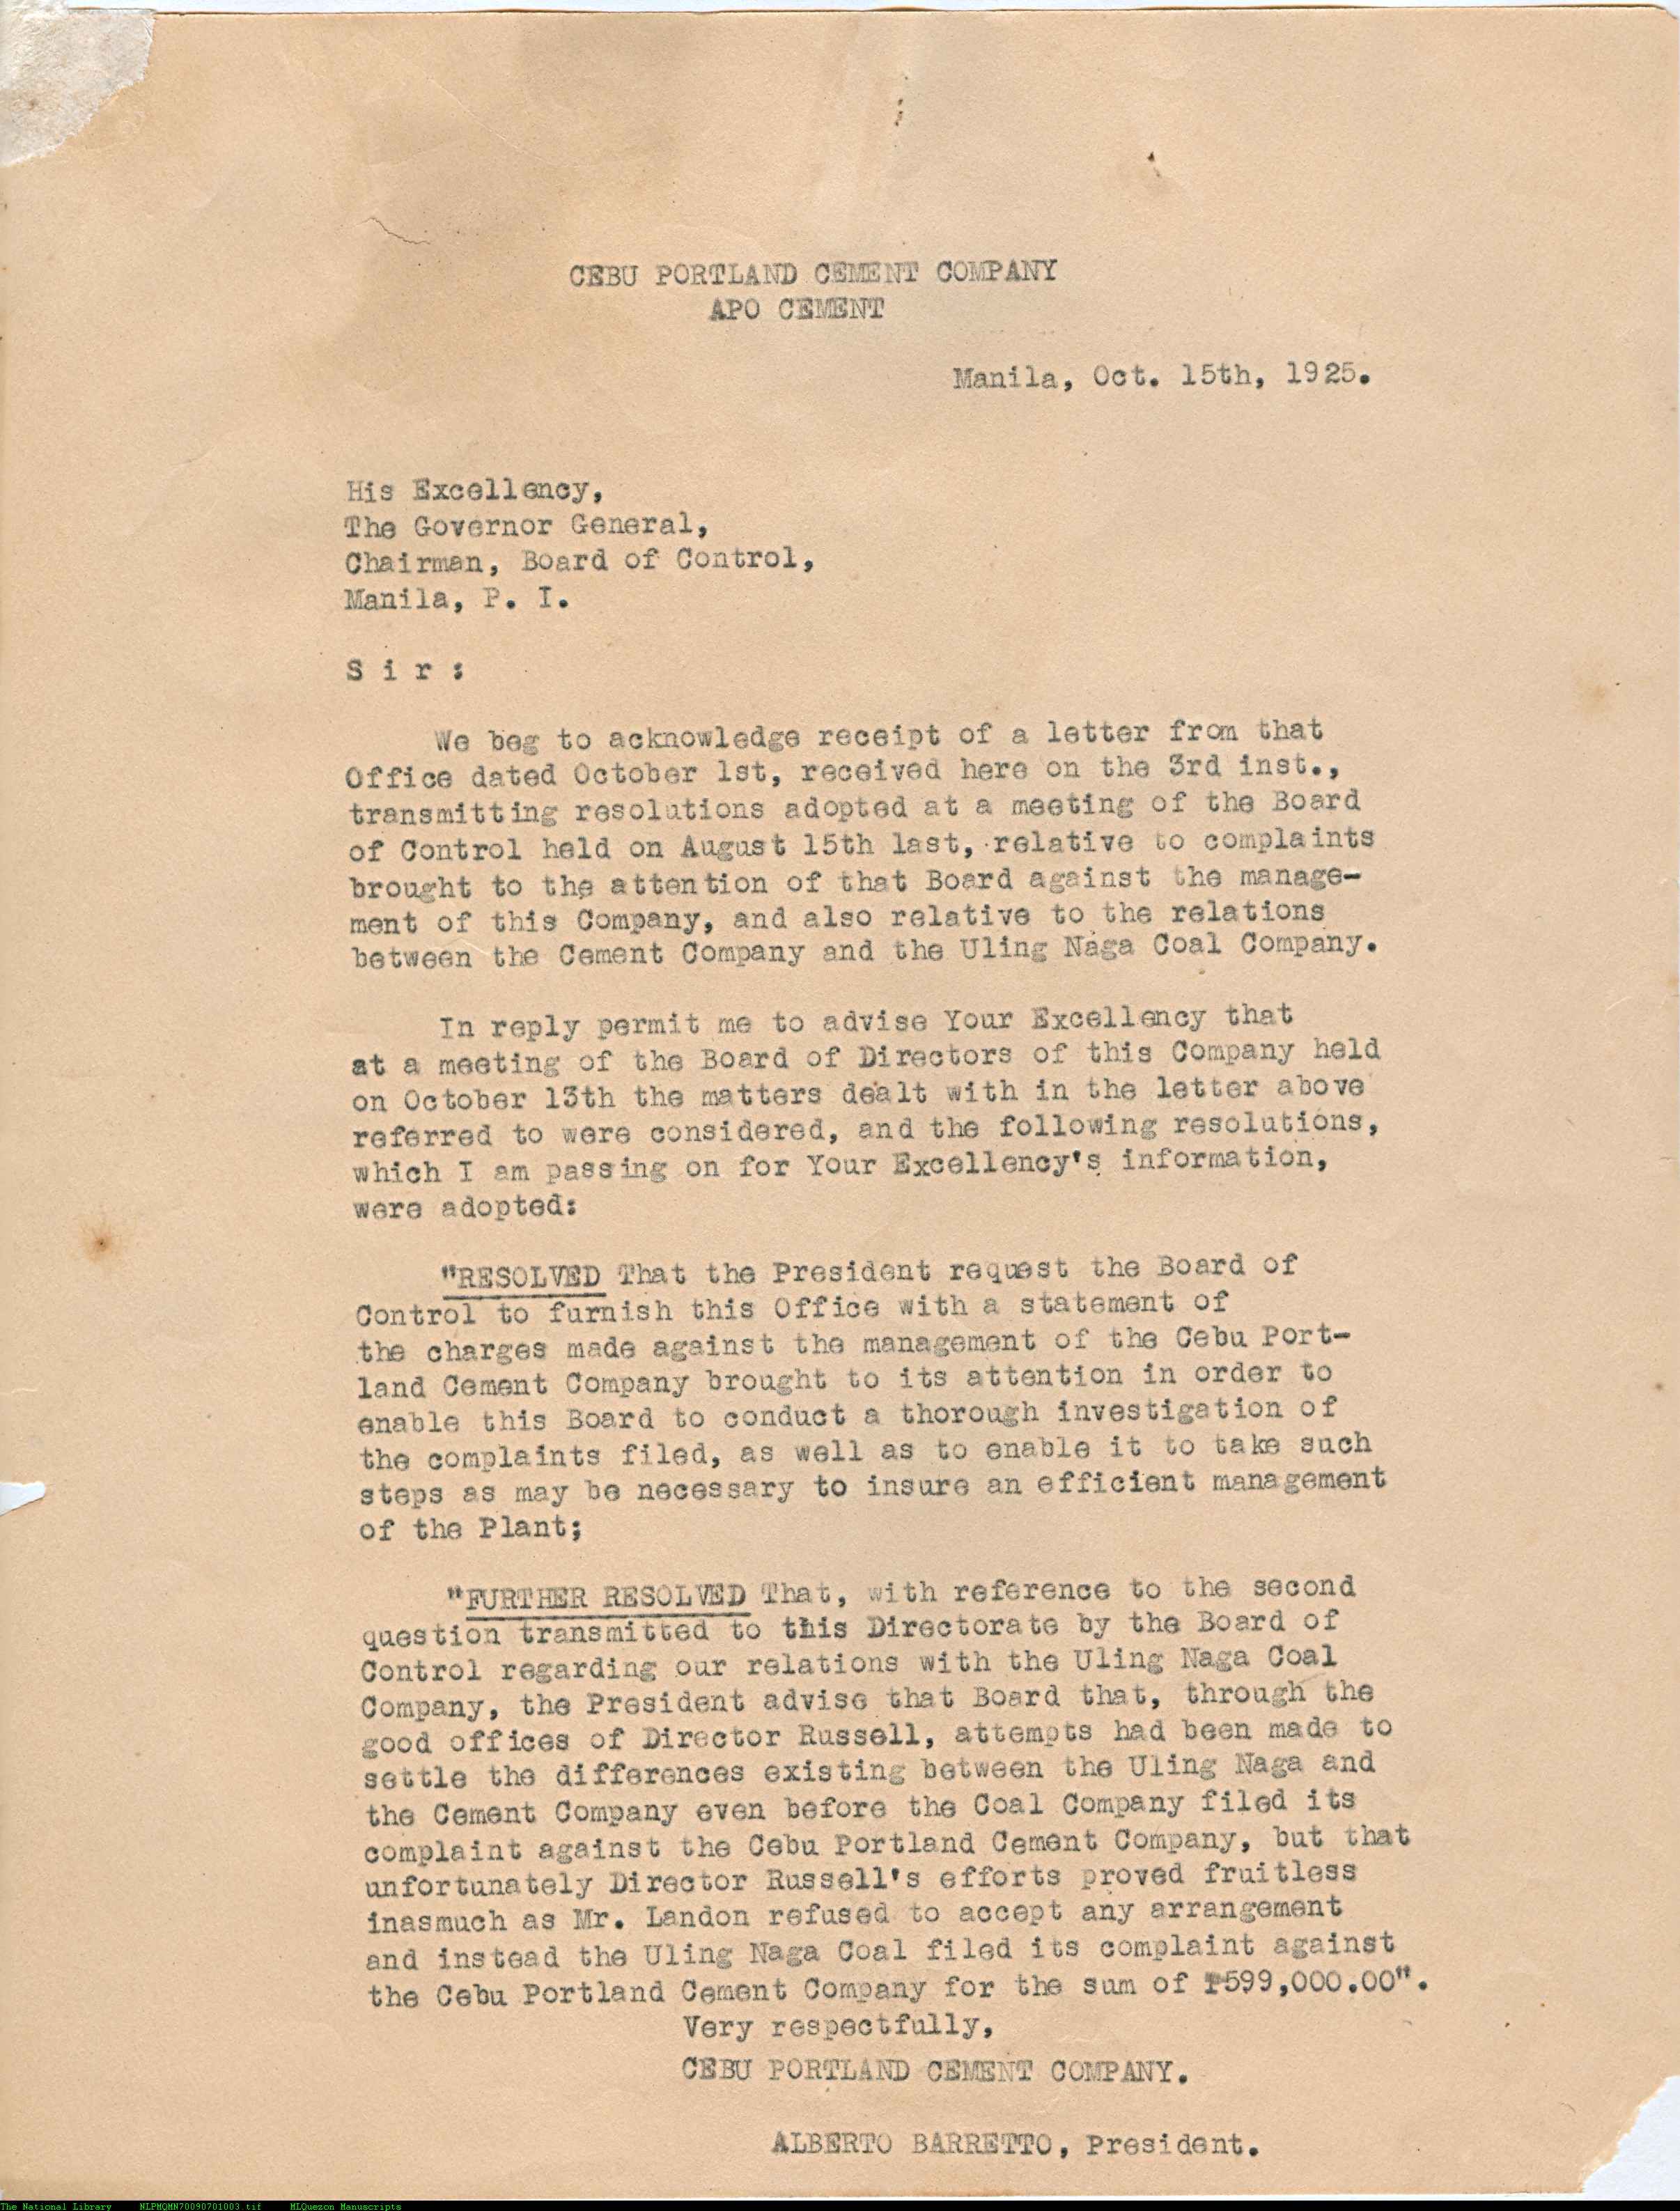 CEBU PORTLAND CEMENT COMPANY
APO CEMENT
Manila, Oct. 15th, 1925.
His Excellency,
The Governor General,
Chairman, Board of Control,
Manila, P. I.
S i r :
We beg to acknowledge receipt of a letter from that
Office dated October 1st, received here on the 3rd inst.,
transmitting resolutions adopted at a meeting of the Board
of Control held on August 15th last, relative to complaints
brought to the attention of that Board against the manage-
ment of this Company, and also relative to the relations
between the Cement Company and the Uling Naga Coal Company.
In reply permit me to advise Your Excellency that
at a meeting of the Board of Directors of this Company held
on October 13th the matters dealt with in the letter above
referred to were considered, and the following resolutions,
which I am passing on for Your Excellency's information,
were adopted:
"RESOLVED That the President request the Board of
Control to furnish this Office with a statement of
the charges made against the management of the Cebu Port-
land Cement Company brought to its attention in order to
enable this Board to conduct a thorough investigation of
the complaints filed, as well as to enable it to take such
steps as may be necessary to insure an efficient management
of the Plant;
"FURTHER RESOLVED That, with reference to the second
question transmitted to this Directorate by the Board of
Control regarding our relations with the Uling Naga Coal
Company, the President advise that Board that, through the
good offices of Director Russell, attempts had been made to
settle the differences existing between the Uling Naga and
the Cement Company even before the Coal Company filed its
complaint against the Cebu Portland Cement Company, but that
unfortunately Director Russell's efforts proved fruitless
inasmuch as Mr. Landon refused to accept any arrangement
and instead the Uling Naga Coal filed its complaint against
the Cebu Portland Cement Company for the sum of ₱599,000.00".
Very respectfully,
CEBU PORTLAND CEMENT COMPANY.
ALBERTO BARRETTO, President.
The National Library NLPMQMN70090701003.tif MLQuezon Manuscripts